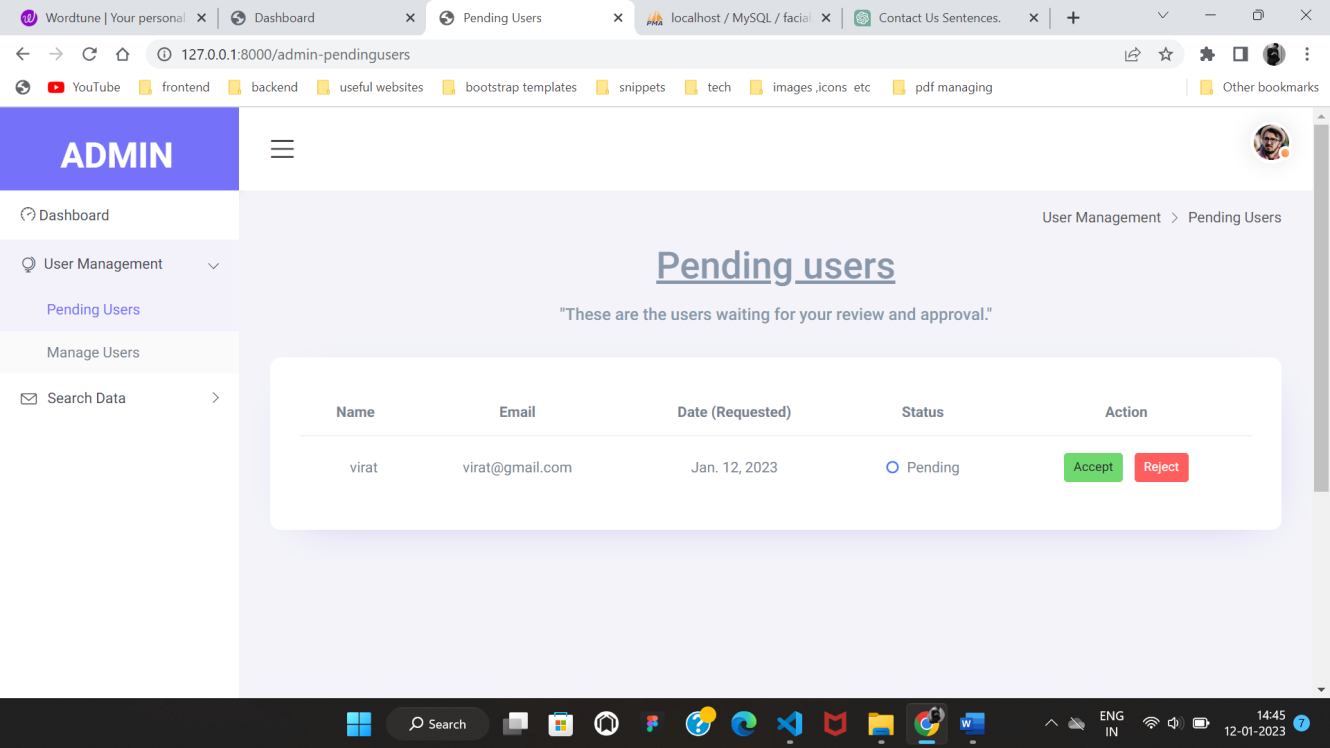 Wordtune | Your personal
Dashboard
Pending Users
localhost / MySQL / facial
Contact Us Sentences.
127.0.0.1:8000/admin-pendingusers
YouTube
frontend
backend
useful websites
bootstrap templates
snippets
tech
images ,icons etc
pdf managing
Other bookmarks
ADMIN
Dashboard
User Management
Pending Users
Manage Users
Search Data
User Management > Pending Users
Pending users
"These are the users waiting for your review and approval."
Name Email Date (Requested) Status Action
virat virat@gmail.com Jan. 12, 2023 Pending Accept Reject
Search
ENG
IN
14:45
12-01-2023
7